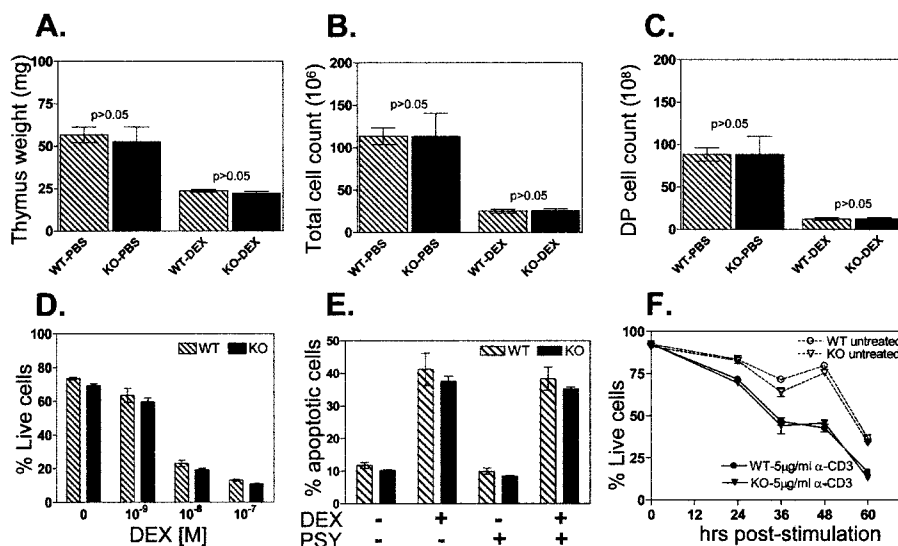 A.
Thymus weight (mg)
100
75
50
25
0
p>0.05
p>0.05
WT-PBS
KO-PBS
WT-DEX
KO-DEX
B.
Total cell count (10⁶)
200
150
100
50
0
p>0.05
p>0.05
WT-PBS
KO-PBS
WT-DEX
KO-DEX
C.
DP cell count (10⁸)
200
150
100
50
0
p>0.05
p>0.05
WT-PBS
KO-PBS
WT-DEX
KO-DEX
D.
% Live cells
100
80
60
40
20
0
WT KO
0 10⁻⁹ 10⁻⁸ 10⁻⁷
DEX [M]
E.
% apoptotic cells
50
40
30
20
10
0
WT KO
DEX - + - +
PSY - - + +
F.
% Live cells
100
75
50
25
0
WT untreated
KO untreated
WT-5µg/ml α-CD3
KO-5µg/ml α-CD3
0 24 36 48 60
hrs post-stimulation